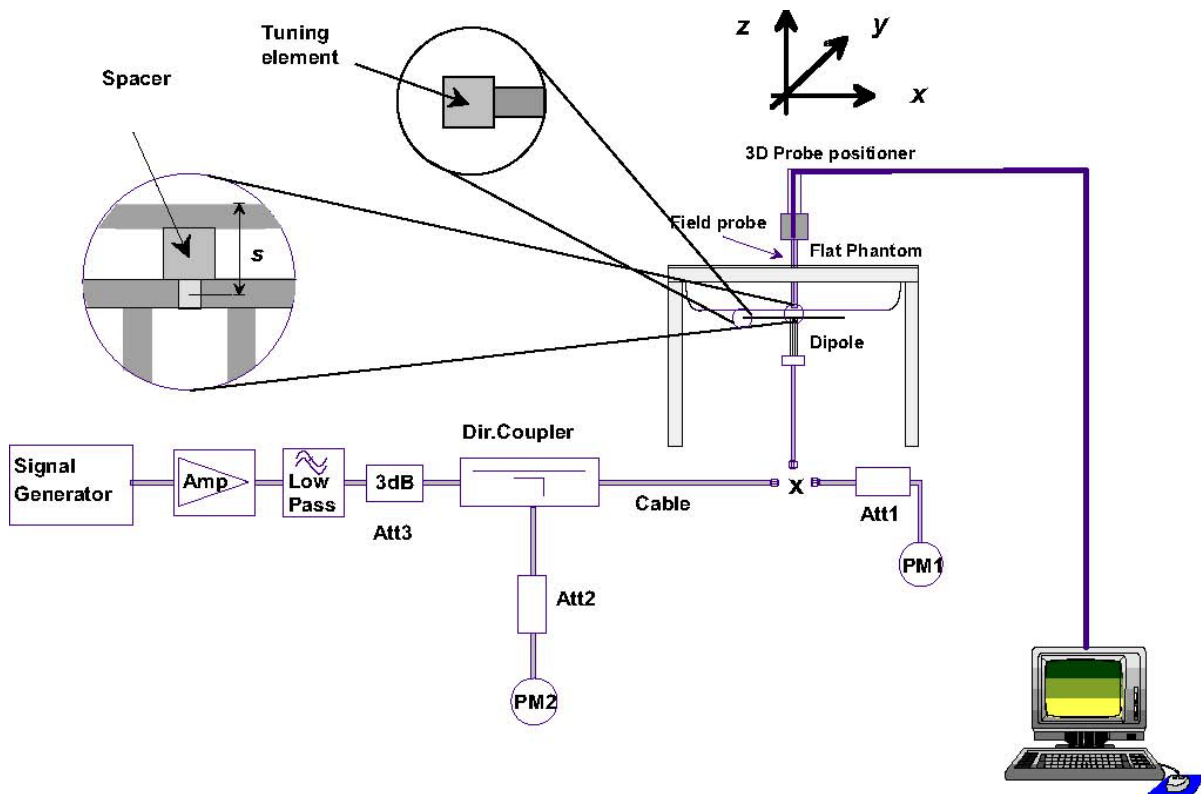 Tuning
element
z
y
x
Spacer
3D Probe positioner
Field probe
Flat Phantom
s
Dipole
Dir.Coupler
Signal
Generator
Amp
Low
Pass
3dB
Att3
Cable
x
Att1
PM1
Att2
PM2